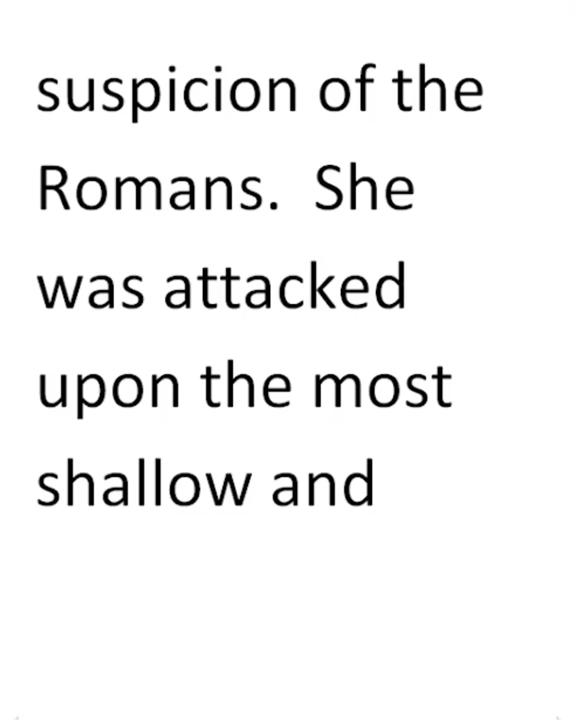 suspicion of the
Romans.  She
was attacked
upon the most
shallow and